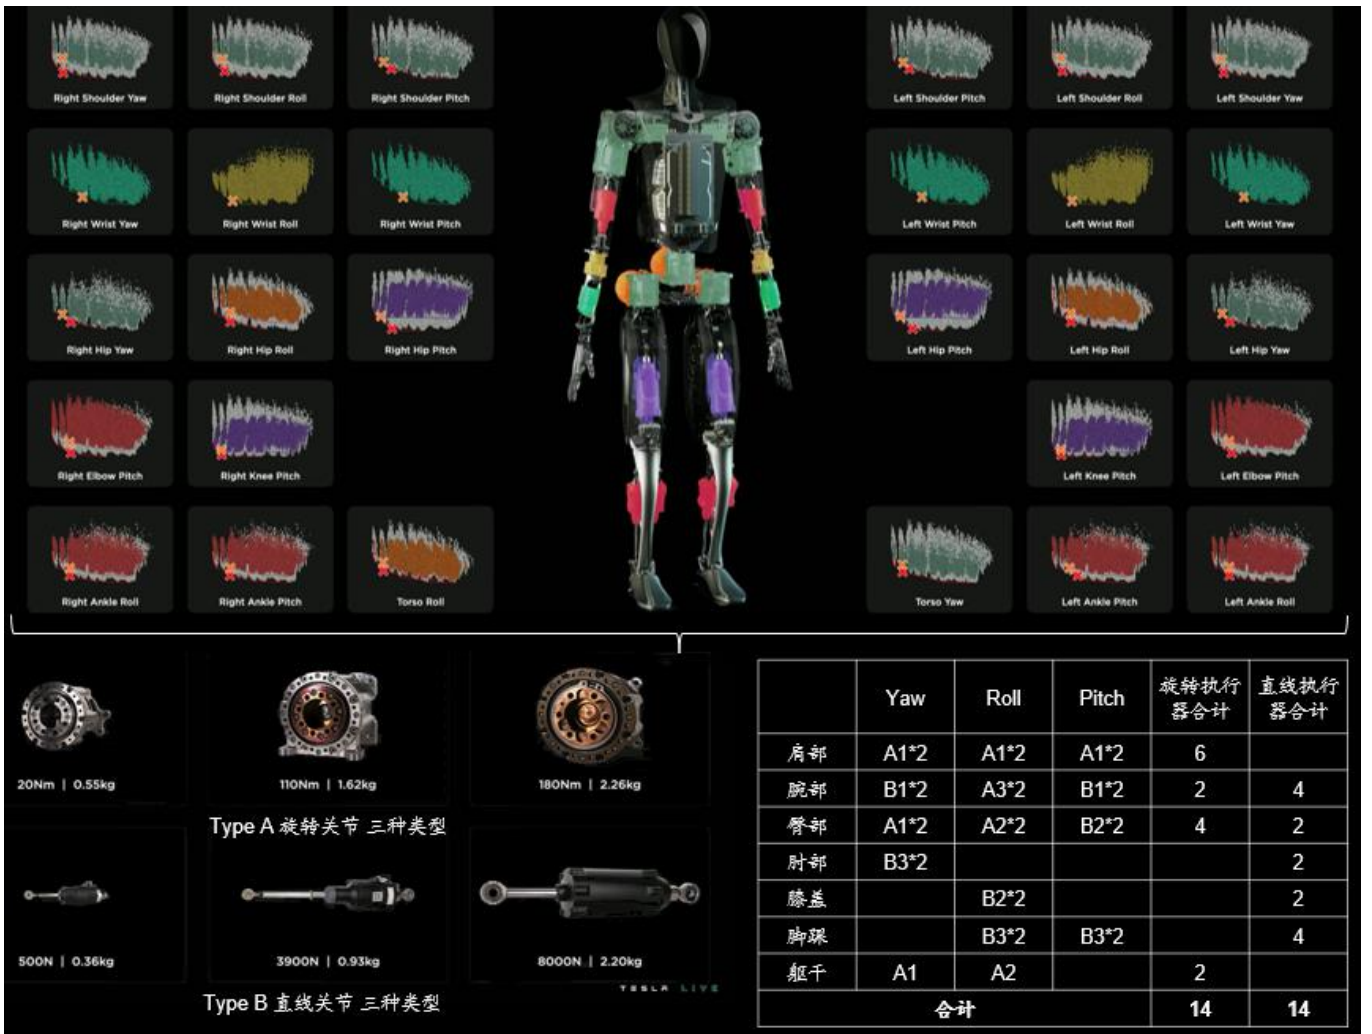 Right Shoulder Yaw
Right Shoulder Roll
Right Shoulder Pitch
Left Shoulder Pitch
Left Shoulder Roll
Left Shoulder Yaw
Right Wrist Yaw
Right Wrist Roll
Right Wrist Pitch
Left Wrist Pitch
Left Wrist Roll
Left Wrist Yaw
Right Hip Yaw
Right Hip Roll
Right Hip Pitch
Left Hip Pitch
Left Hip Roll
Left Hip Yaw
Right Elbow Pitch
Right Knee Pitch
Left Knee Pitch
Left Elbow Pitch
Right Ankle Roll
Right Ankle Pitch
Torso Roll
Torso Yaw
Left Ankle Pitch
Left Ankle Roll
20Nm | 0.55kg
110Nm | 1.62kg
180Nm | 2.26kg
Type A 旋转关节 三种类型
500N | 0.36kg
3900N | 0.93kg
8000N | 2.20kg
TESLA LIVE
Type B 直线关节 三种类型
Yaw Roll Pitch 旋转执行器合计 直线执行器合计
肩部 A1*2 A1*2 A1*2 6
腕部 B1*2 A3*2 B1*2 2 4
臀部 A1*2 A2*2 B2*2 4 2
肘部 B3*2 2
膝盖 B2*2 2
脚踝 B3*2 B3*2 4
躯干 A1 A2 2
合计 14 14